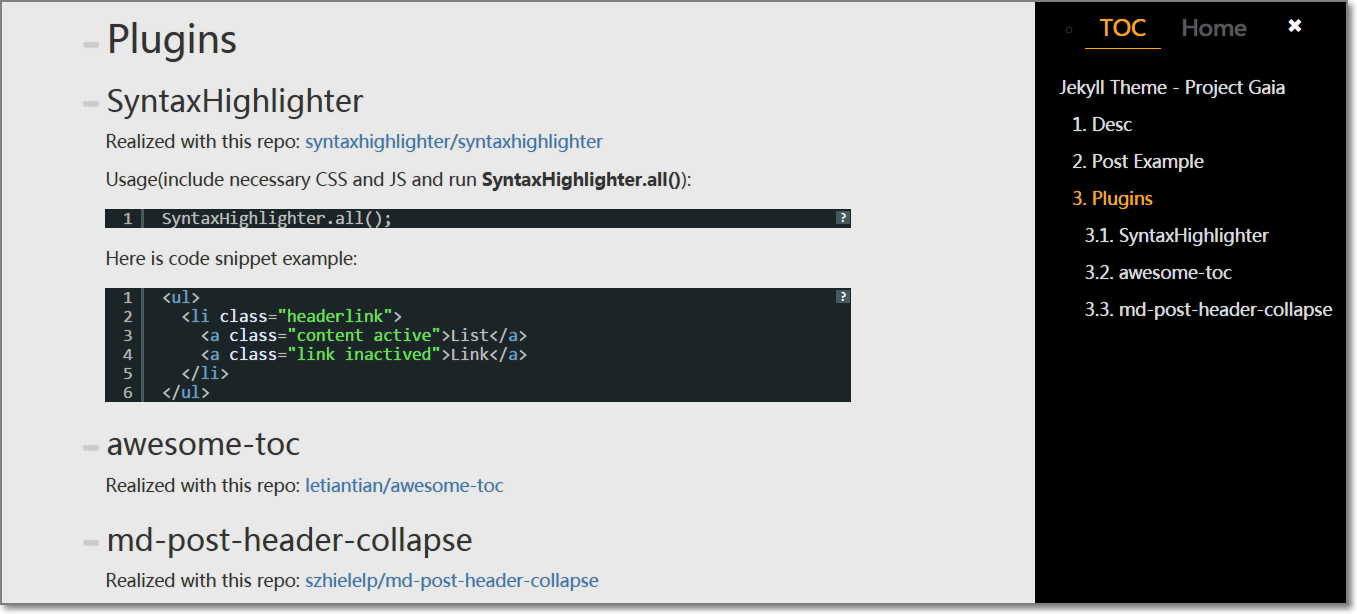 Plugins
SyntaxHighlighter
Realized with this repo: syntaxhighlighter/syntaxhighlighter
Usage(include necessary CSS and JS and run SyntaxHighlighter.all()):
1 SyntaxHighlighter.all(); ?
Here is code snippet example:
1 <ul> ?
2   <li class="headerlink">
3     <a class="content active">List</a>
4     <a class="link inactived">Link</a>
5   </li>
6 </ul>
awesome-toc
Realized with this repo: letiantian/awesome-toc
md-post-header-collapse
Realized with this repo: szhielelp/md-post-header-collapse
TOC Home
Jekyll Theme - Project Gaia
1. Desc
2. Post Example
3. Plugins
3.1. SyntaxHighlighter
3.2. awesome-toc
3.3. md-post-header-collapse